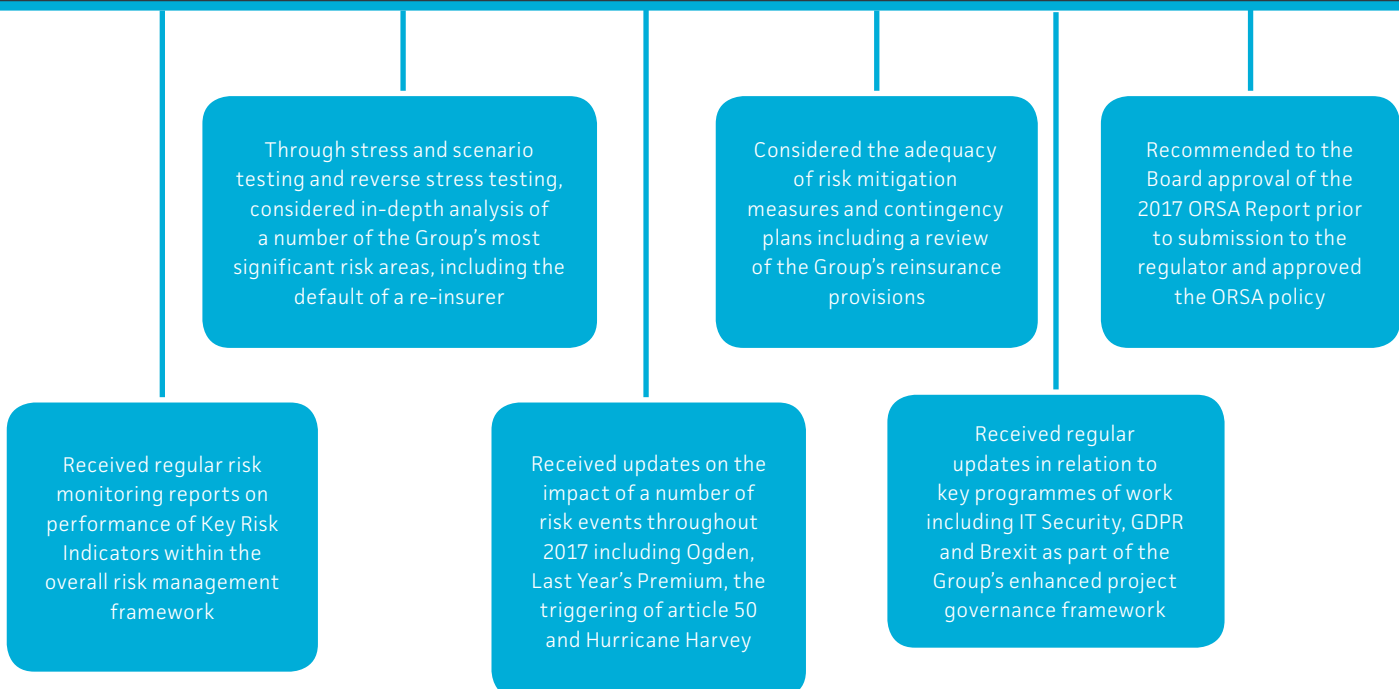 Through stress and scenario
testing and reverse stress testing,
considered in-depth analysis of
a number of the Group's most
significant risk areas, including the
default of a re-insurer
Considered the adequacy
of risk mitigation
measures and contingency
plans including a review
of the Group's reinsurance
provisions
Recommended to the
Board approval of the
2017 ORSA Report prior
to submission to the
regulator and approved
the ORSA policy
Received regular risk
monitoring reports on
performance of Key Risk
Indicators within the
overall risk management
framework
Received updates on the
impact of a number of
risk events throughout
2017 including Ogden,
Last Year's Premium, the
triggering of article 50
and Hurricane Harvey
Received regular
updates in relation to
key programmes of work
including IT Security, GDPR
and Brexit as part of the
Group's enhanced project
governance framework